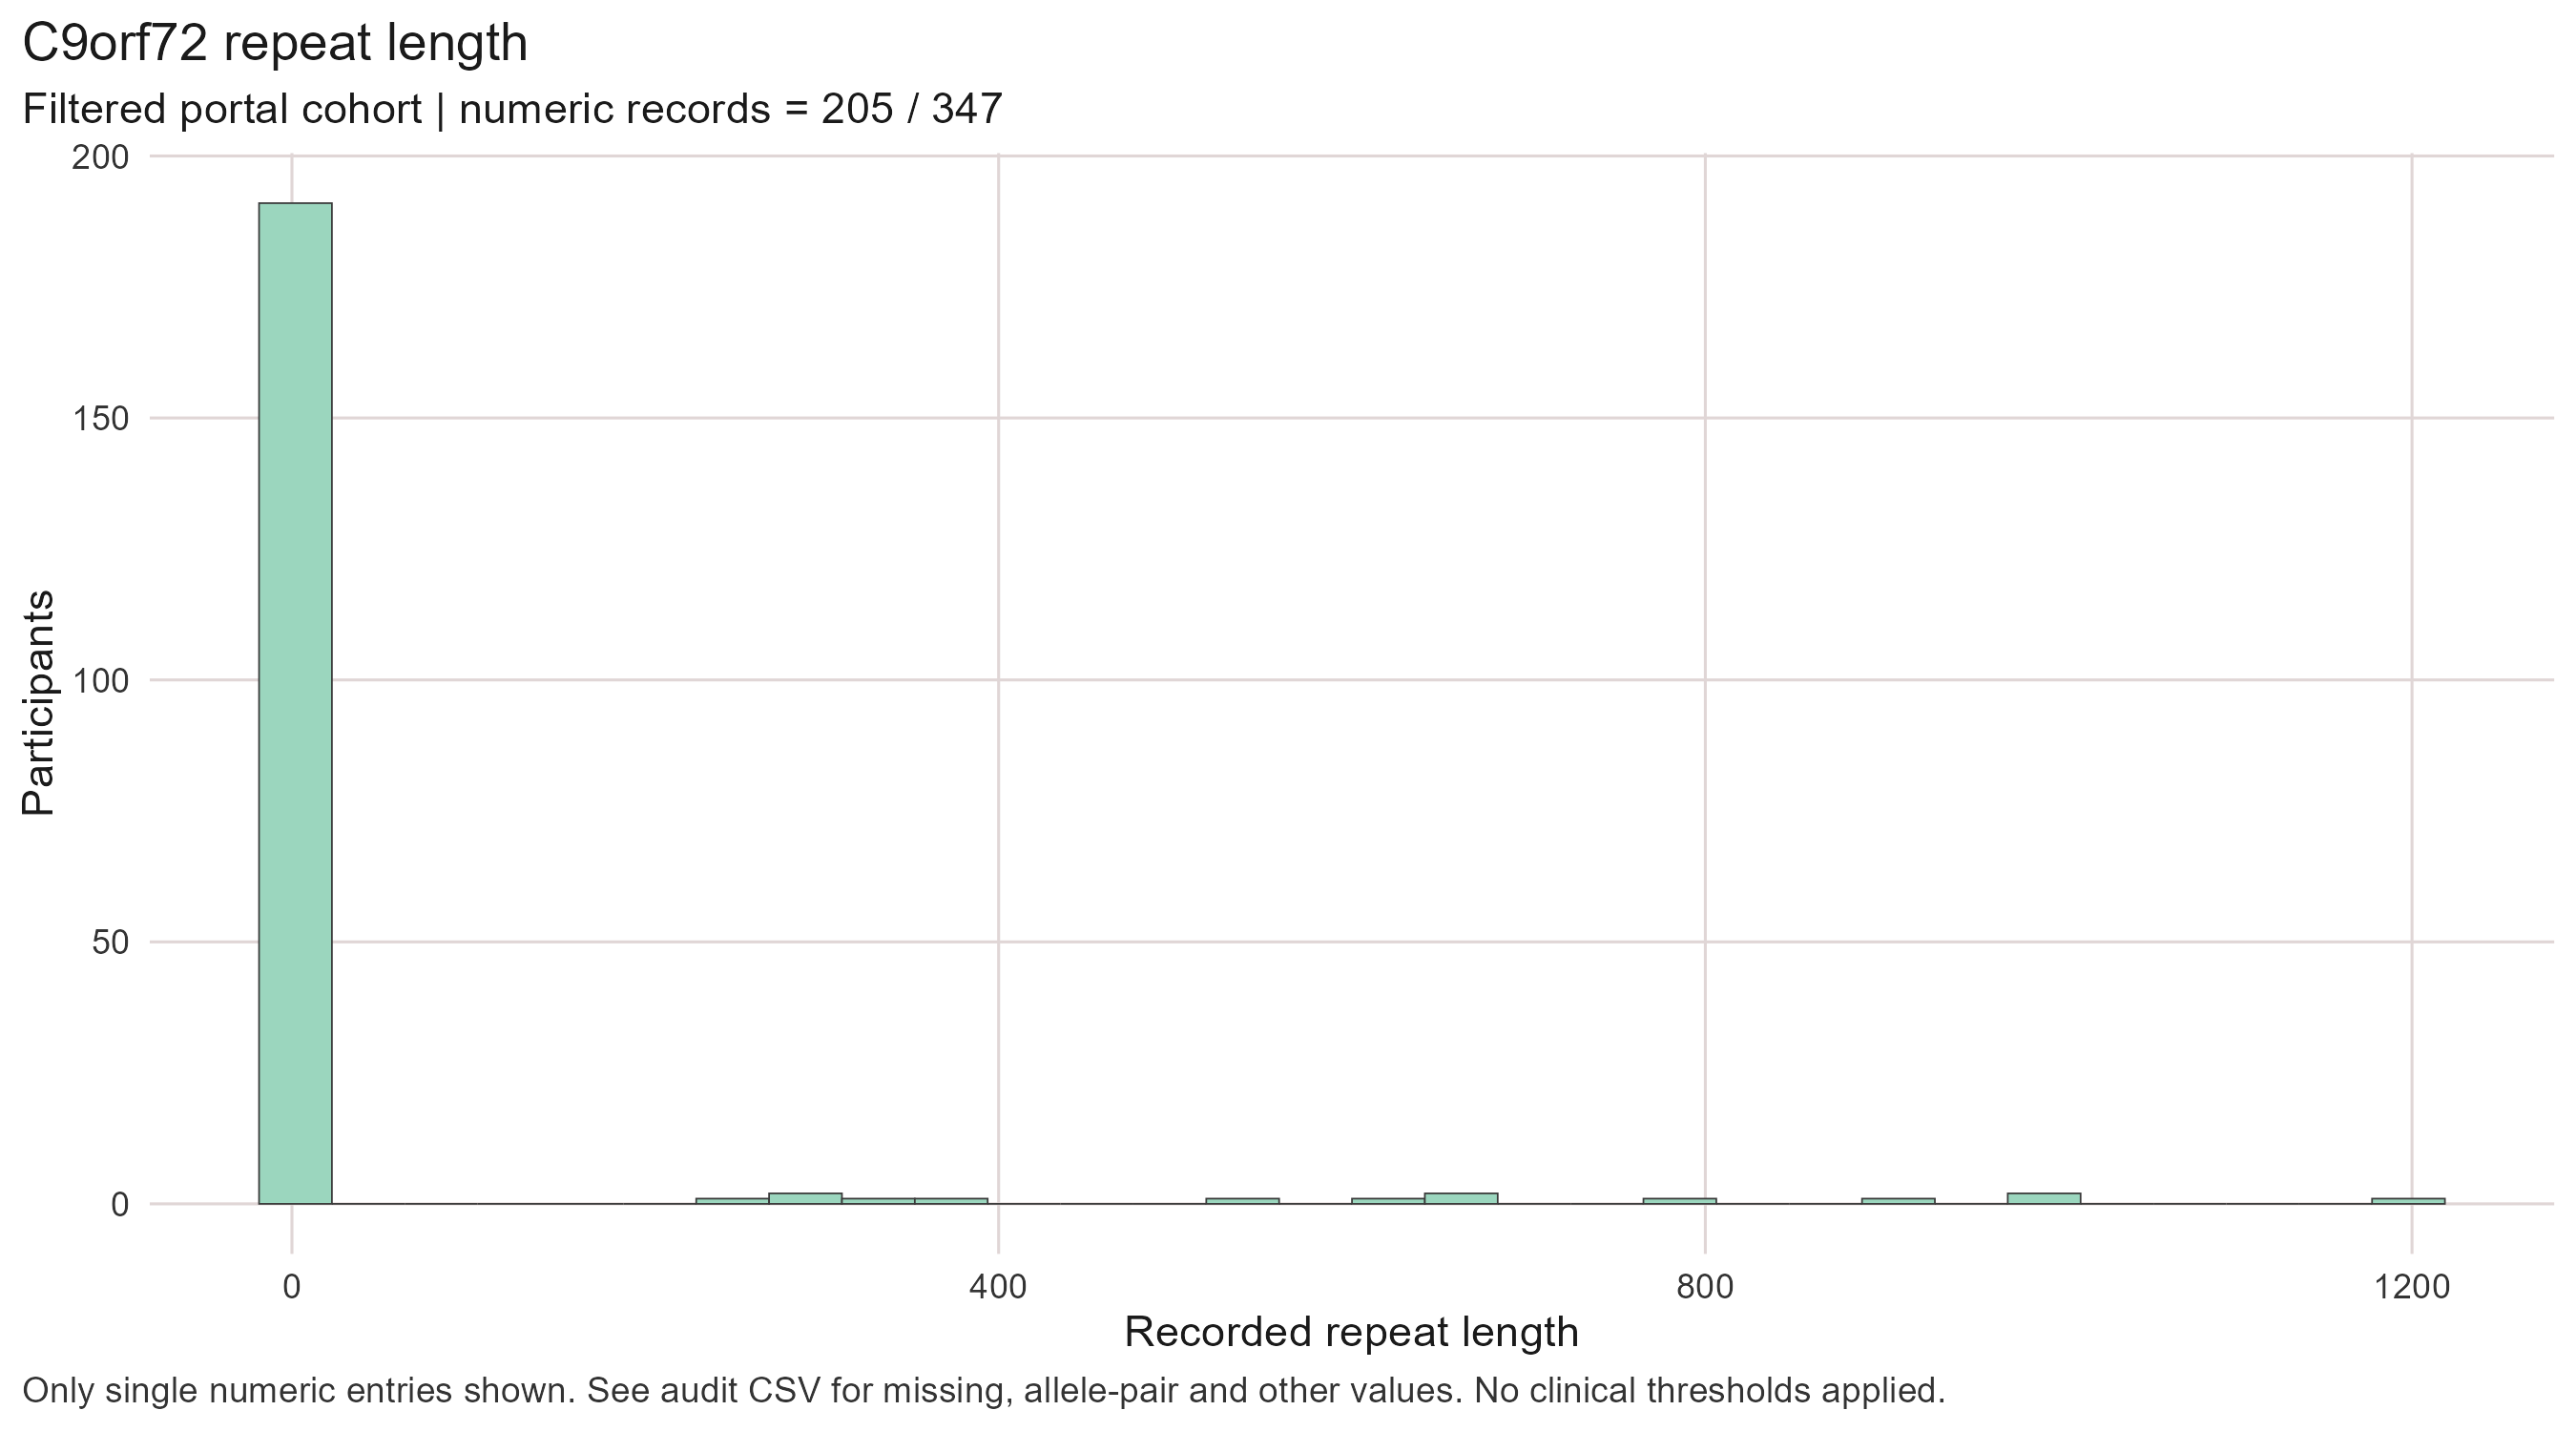 C9orf72 repeat length
Filtered portal cohort | numeric records = 205 / 347
200
150
100
50
0
Participants
0 400 800 1200
Recorded repeat length
Only single numeric entries shown. See audit CSV for missing, allele-pair and other values. No clinical thresholds applied.